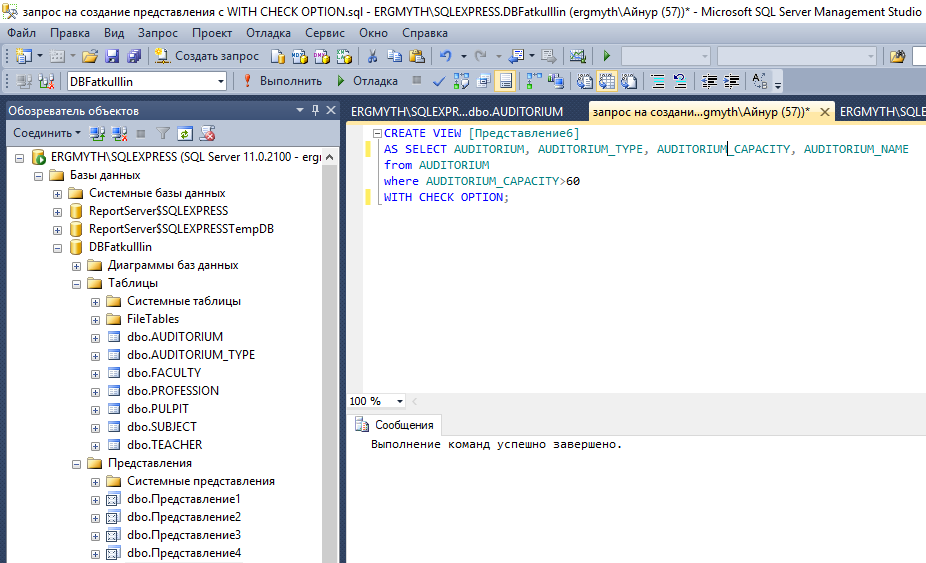 запрос на создание представления с WITH CHECK OPTION.sql - ERGMYTH\SQLEXPRESS.DBFatkullin (ergmyth\Айнур (57))* - Microsoft SQL Server Management Studio
Файл Правка Вид Запрос Проект Отладка Сервис Окно Справка
Создать запрос
DBFatkullin Выполнить Отладка
Обозреватель объектов
Соединить
ERGMYTH\SQLEXPRESS (SQL Server 11.0.2100 - ergn
Базы данных
Системные базы данных
ReportServer$SQLEXPRESS
ReportServer$SQLEXPRESSTempDB
DBFatkullin
Диаграммы баз данных
Таблицы
Системные таблицы
FileTables
dbo.AUDITORIUM
dbo.AUDITORIUM_TYPE
dbo.FACULTY
dbo.PROFESSION
dbo.PULPIT
dbo.SUBJECT
dbo.TEACHER
Представления
Системные представления
dbo.Представление1
dbo.Представление2
dbo.Представление3
dbo.Представление4
ERGMYTH\SQLEXPR...dbo.AUDITORIUM запрос на создани...gmyth\Айнур (57))* ERGMYTH\SQLE
CREATE VIEW [Представление6]
AS SELECT AUDITORIUM, AUDITORIUM_TYPE, AUDITORIUM_CAPACITY, AUDITORIUM_NAME
from AUDITORIUM
where AUDITORIUM_CAPACITY>60
WITH CHECK OPTION;
100 %
Сообщения
Выполнение команд успешно завершено.